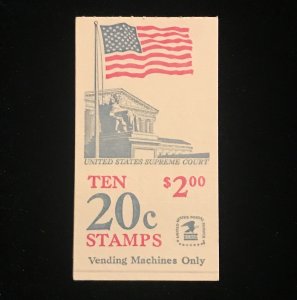 UNITED STATES SUPREME COURT
TEN $2.00
20c
STAMPS
Vending Machines Only